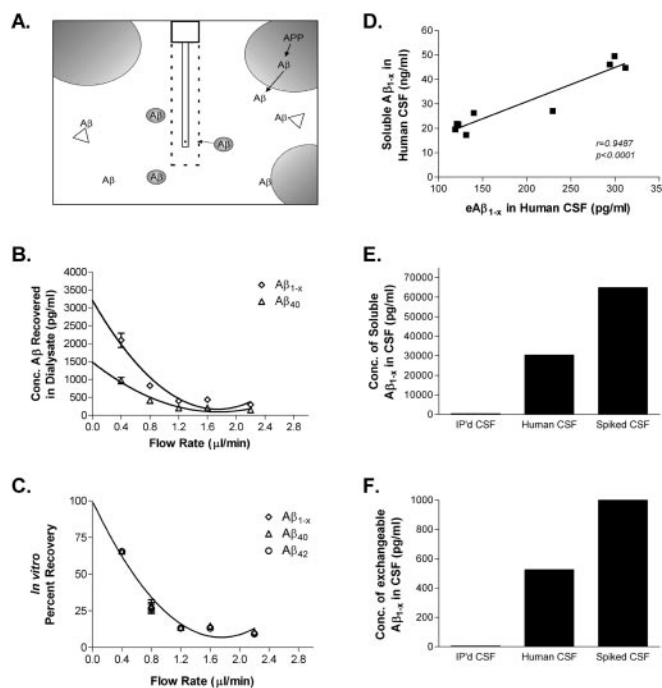 A.
APP
Aβ
Aβ
Aβ
Aβ
Aβ
Aβ
Aβ
Aβ
Aβ
B.
Conc. Aβ Recovered
in Dialysate (pg/ml)
4000
3500
3000
2500
2000
1500
1000
500
0
0.0 0.4 0.8 1.2 1.6 2.0 2.4 2.8
Flow Rate (μl/min)
Aβ1-x
Aβ40
C.
In vitro
Percent Recovery
100
75
50
25
0
0.0 0.4 0.8 1.2 1.6 2.0 2.4 2.8
Flow Rate (μl/min)
Aβ1-x
Aβ40
Aβ42
D.
Soluble Aβ1-x in
Human CSF (ng/ml)
60
50
40
30
20
10
0
100 150 200 250 300 350
eAβ1-x in Human CSF (pg/ml)
r=0.9487
p<0.0001
E.
Conc. of Soluble
Aβ1-x in CSF (pg/ml)
70000
60000
50000
40000
30000
20000
10000
0
IP'd CSF Human CSF Spiked CSF
F.
Conc. of exchangeable
Aβ1-x in CSF (pg/ml)
1000
800
600
400
200
0
IP'd CSF Human CSF Spiked CSF